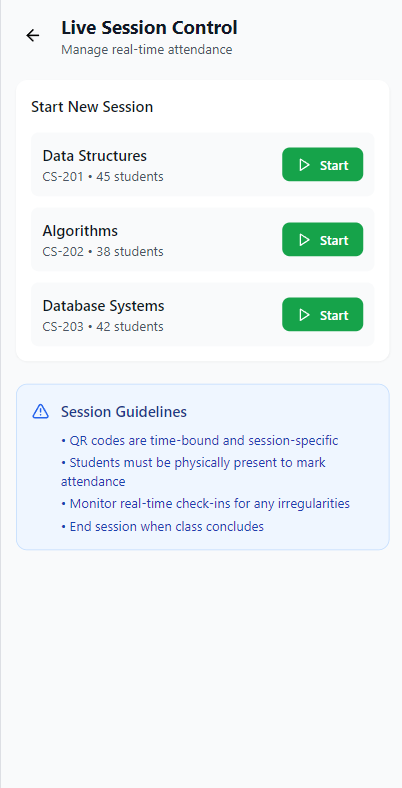 Live Session Control
Manage real-time attendance
Start New Session
Data Structures
CS-201 • 45 students
Start
Algorithms
CS-202 • 38 students
Start
Database Systems
CS-203 • 42 students
Start
Session Guidelines
• QR codes are time-bound and session-specific
• Students must be physically present to mark
attendance
• Monitor real-time check-ins for any irregularities
• End session when class concludes